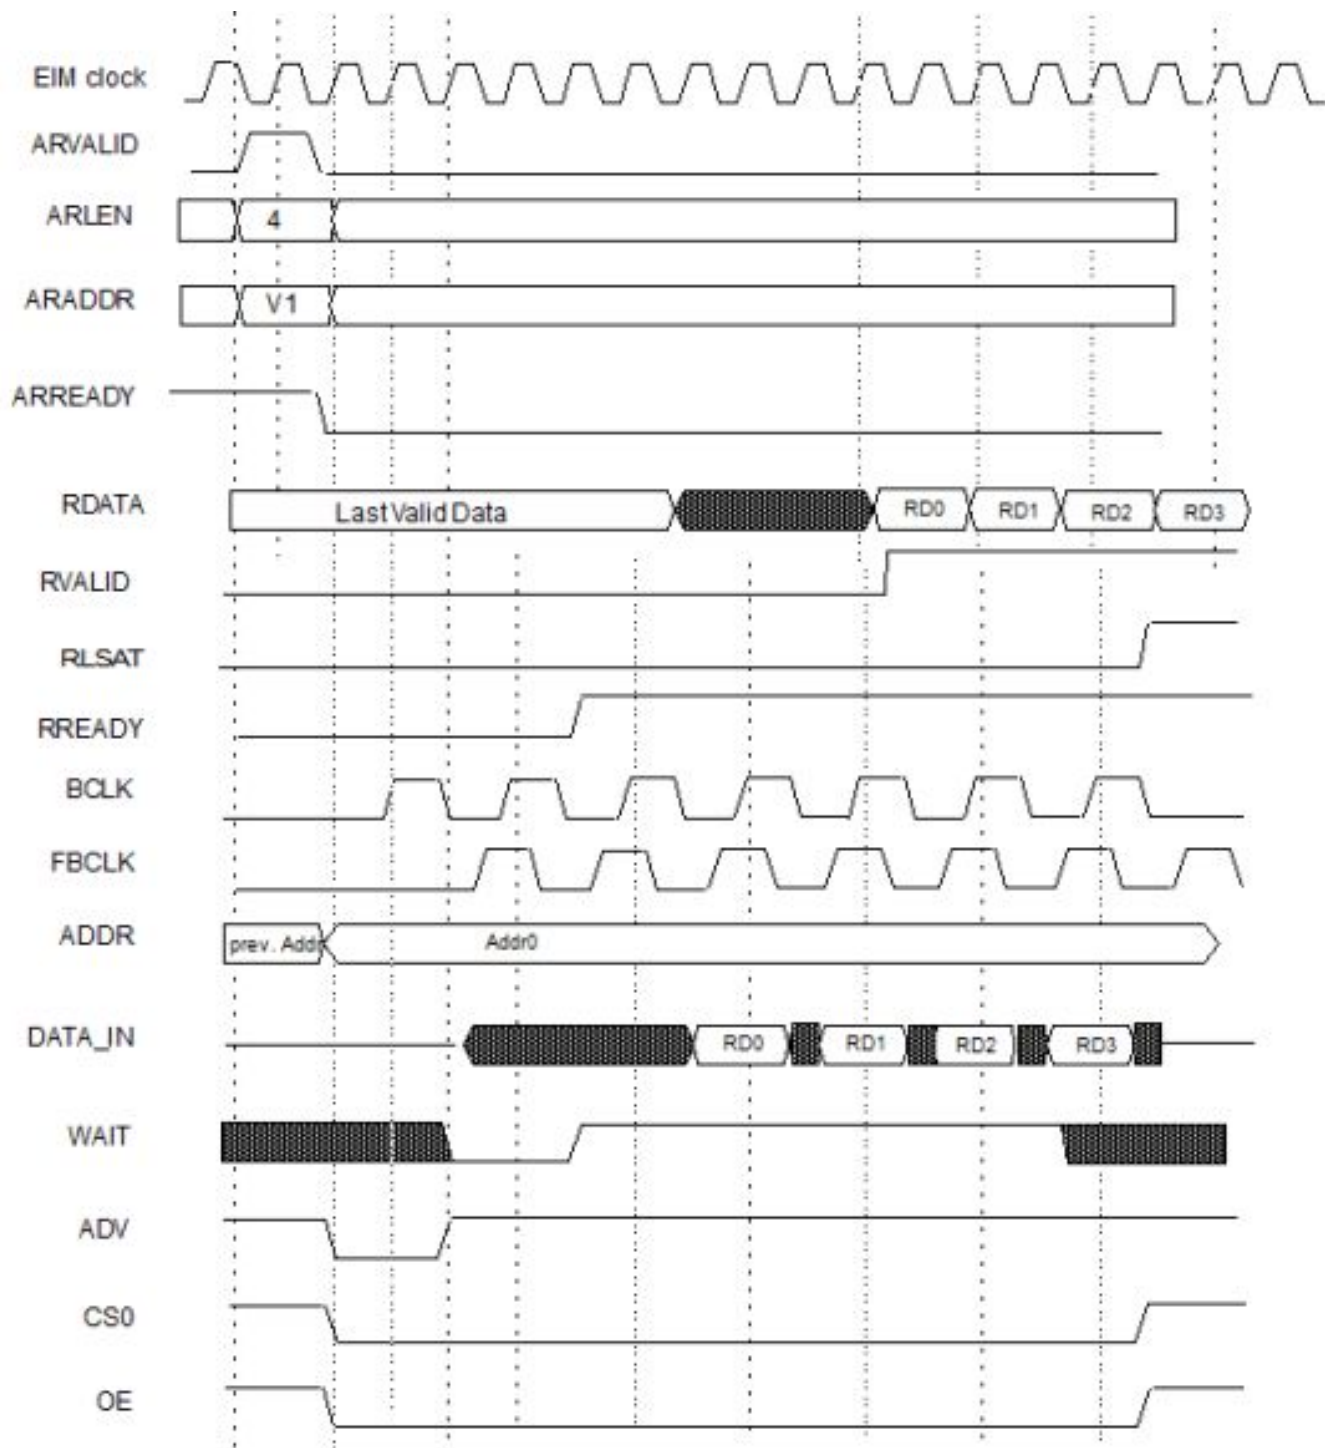 EIM clock
ARVALID
ARLEN 4
ARADDR V1
ARREADY
RDATA Last Valid Data RD0 RD1 RD2 RD3
RVALID
RLSAT
RREADY
BCLK
FBCLK
ADDR prev. Addr Addr0
DATA_IN RD0 RD1 RD2 RD3
WAIT
ADV
CS0
OE